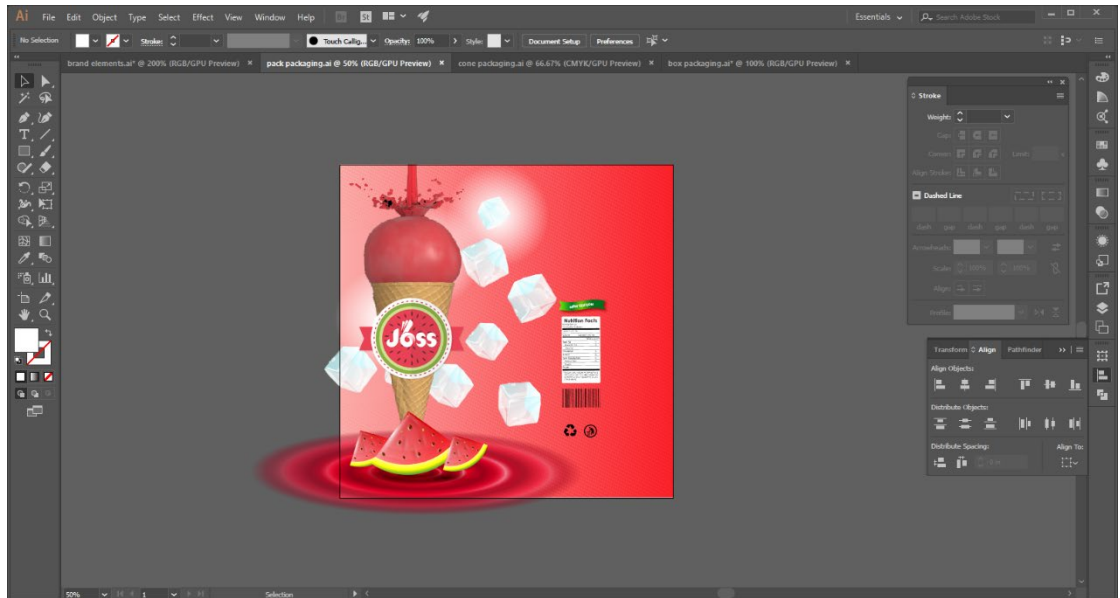 Ai File Edit Object Type Select Effect View Window Help Br St Essentials Search Adobe Stock
No Selection Stroke: Touch Callig... Opacity: 100% Style: Document Setup Preferences
brand elements.ai* @ 200% (RGB/GPU Preview) × pack packaging.ai @ 50% (RGB/GPU Preview) × cone packaging.ai @ 66.67% (CMYK/GPU Preview) × box packaging.ai* @ 100% (RGB/GPU Preview) ×
Stroke
Weight:
Cap:
Corner: Limit:
Align Stroke:
Dashed Line
dash gap dash gap dash gap
Arrowheads:
Scale: 100% 100%
Align:
Profile:
Nutrition Facts
Joss
Transform Align Pathfinder
Align Objects:
Distribute Objects:
Distribute Spacing: Align To:
50% 1 Selection